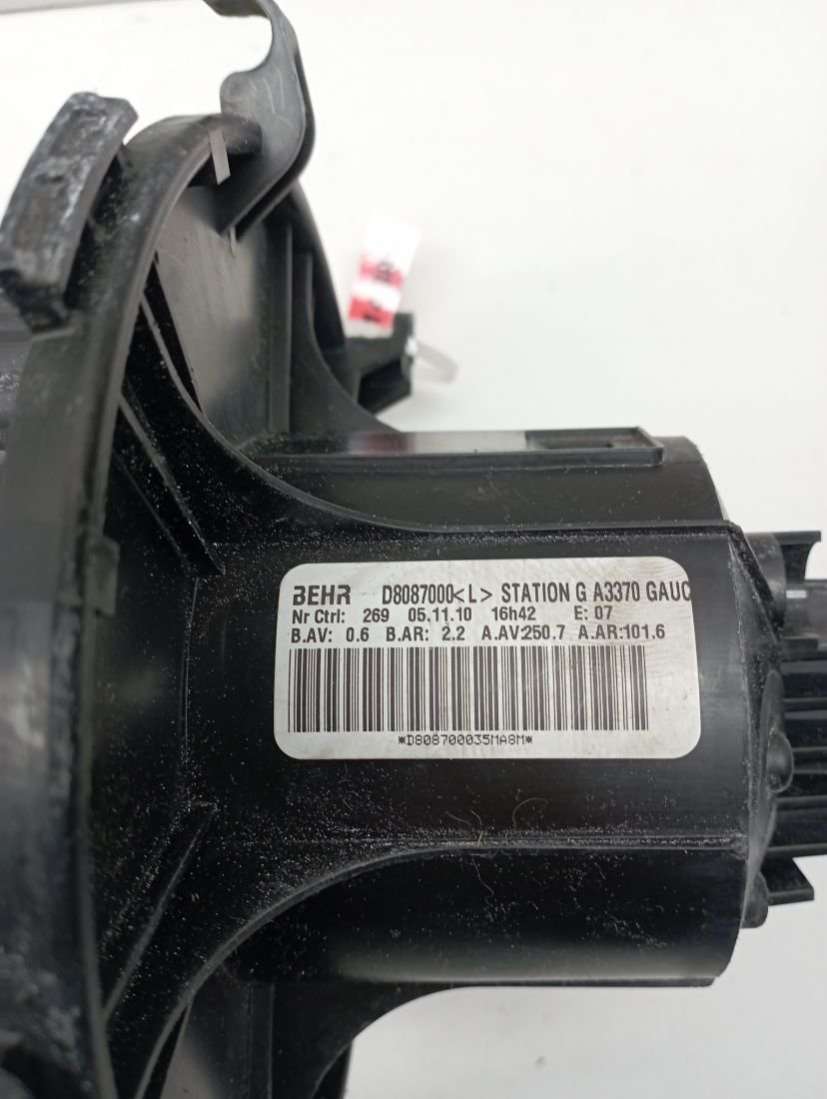 BEHR D8087000<L> STATION G A3370 GAUC
Nr Ctrl: 269 05.11.10 16h42 E: 07
B.AV: 0.6 B.AR: 2.2 A.AV:250.7 A.AR:101.6
*D808700035MA8M*